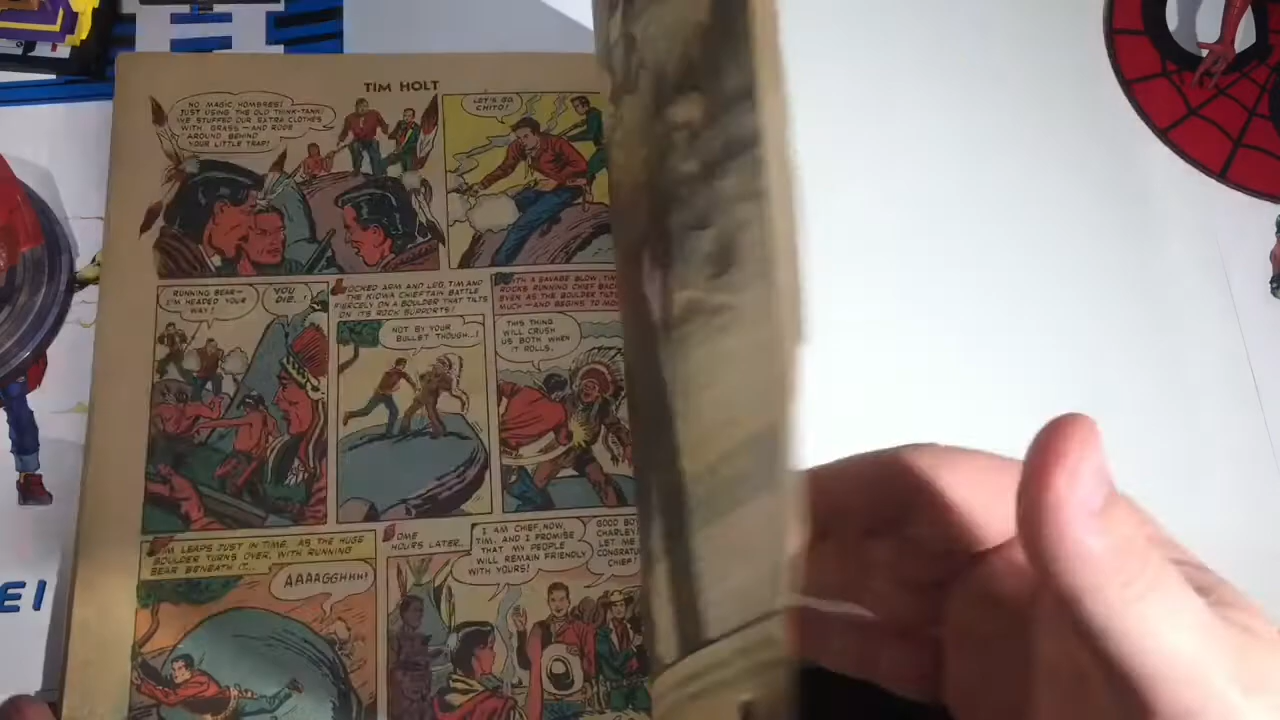 TIM HOLT
NO MAGIC, HOMBRES!
JUST USING THE OLD THINK-TANK!
WE STUFFED OUR EXTRA CLOTHES
WITH GRASS—AND RODE
AROUND BEHIND
YOUR LITTLE TRAP!
LET'S GO,
CHITO!
RUNNING BEAR—
I'M HEADED YOUR
WAY!
YOU
DIE..!
LOCKED ARM AND LEG, TIM AND
THE KIOWA CHIEFTAIN BATTLE
FIERCELY ON A BOULDER THAT TILTS
ON ITS ROCK SUPPORTS!
NOT BY YOUR
BULLET THOUGH...!
WITH A SAVAGE BLOW, TIM
ROCKS RUNNING CHIEF BACK
EVEN AS THE BOULDER TILTS
MUCH—AND BEGINS TO
THIS THING
WILL CRUSH
US BOTH WHEN
IT ROLLS.
TIM LEAPS JUST IN TIME, AS THE HUGE
BOULDER TURNS OVER, WITH RUNNING
BEAR BENEATH IT...
AAAAGGHHH!
SOME
HOURS LATER...
I AM CHIEF, NOW,
TIM. AND I PROMISE
THAT MY PEOPLE
WILL REMAIN FRIENDLY
WITH YOURS!
GOOD BOY
CHARLEY!
LET ME
CONGRATU
CHIEF!
EI